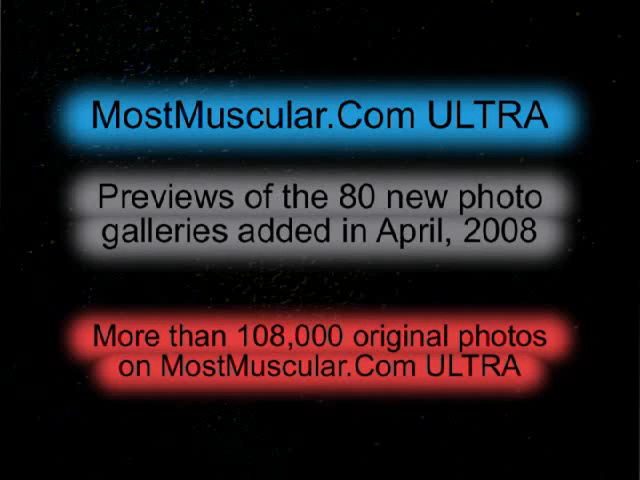 MostMuscular.Com ULTRA
Previews of the 80 new photo
galleries added in April, 2008
More than 108,000 original photos
on MostMuscular.Com ULTRA